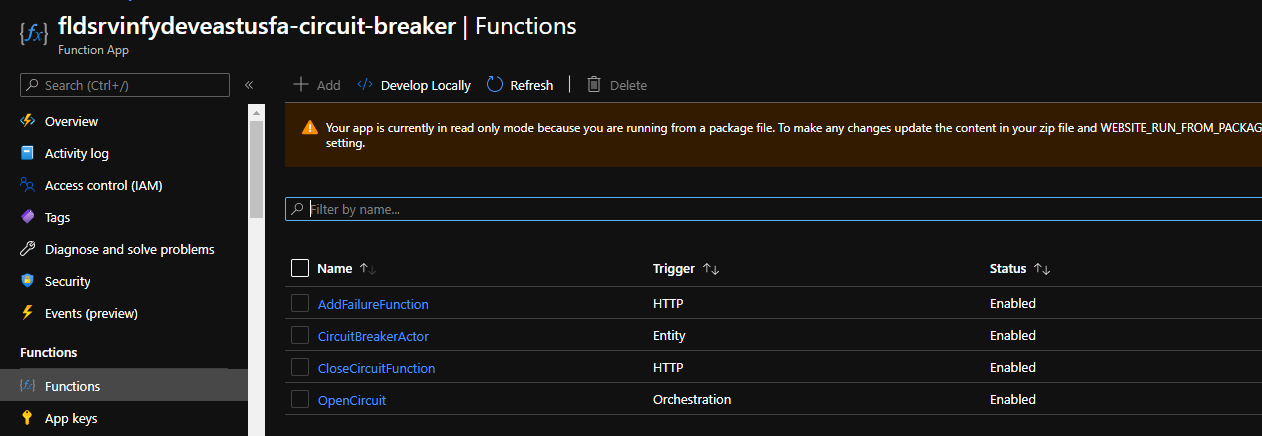 fldsrvinfydeveastusfa-circuit-breaker | Functions
Function App
Search (Ctrl+/)
«
Add
Develop Locally
Refresh
Delete
Overview
Activity log
Access control (IAM)
Tags
Diagnose and solve problems
Security
Events (preview)
Functions
Functions
App keys
Your app is currently in read only mode because you are running from a package file. To make any changes update the content in your zip file and WEBSITE_RUN_FROM_PACKAG
setting.
Filter by name...
Name Trigger Status
AddFailureFunction HTTP Enabled
CircuitBreakerActor Entity Enabled
CloseCircuitFunction HTTP Enabled
OpenCircuit Orchestration Enabled